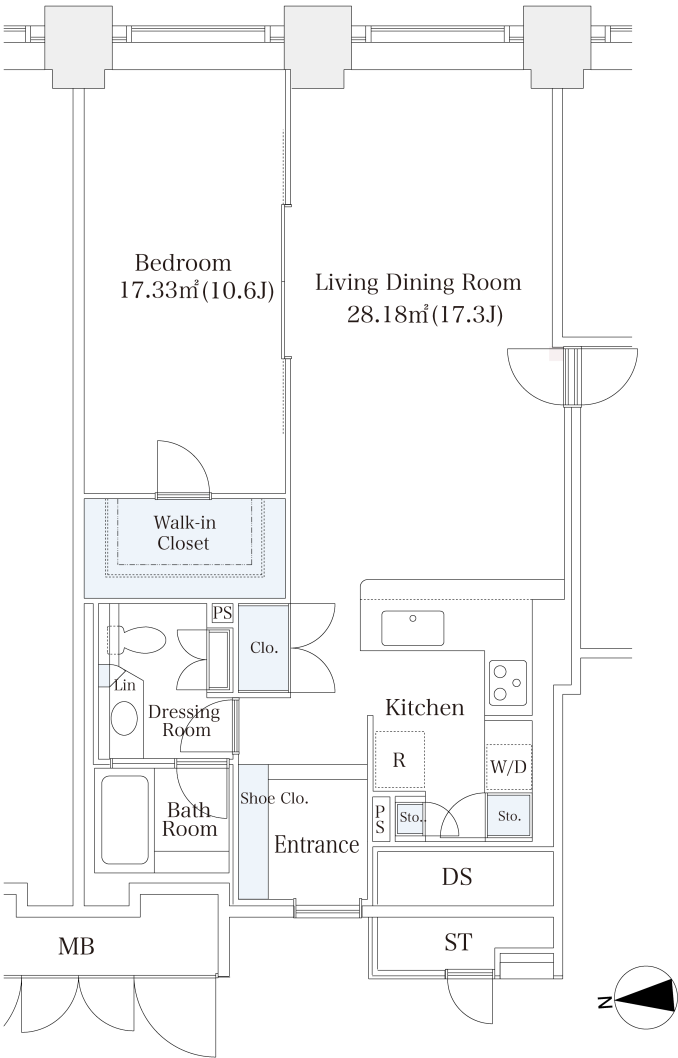 Bedroom
17.33㎡(10.6J)
Living Dining Room
28.18㎡(17.3J)
Walk-in
Closet
PS
Clo.
Lin
Dressing
Room
Kitchen
R
W/D
Shoe Clo.
Bath
Room
P
S
Sto..
Sto.
Entrance
DS
MB
ST
N